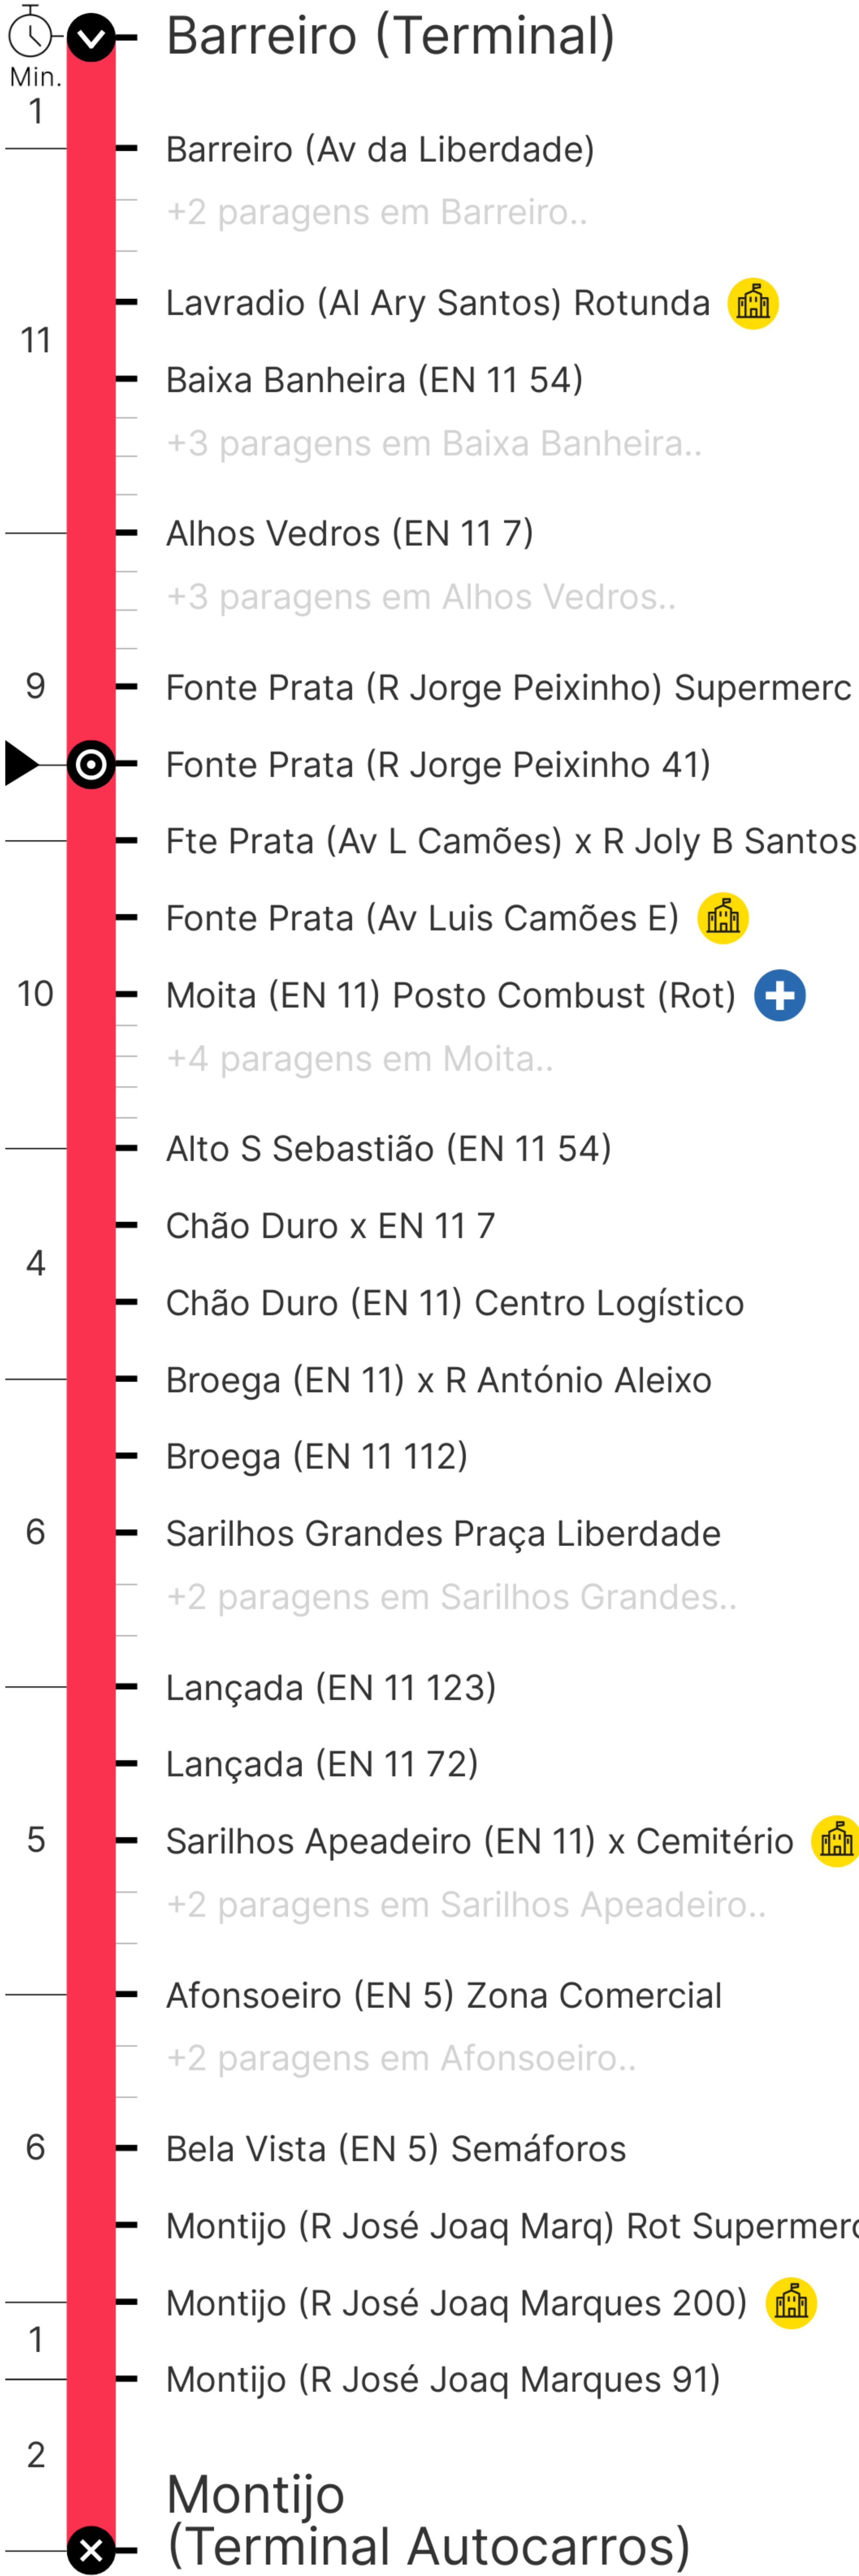 Barreiro (Terminal)
Min.
1
Barreiro (Av da Liberdade)
+2 paragens em Barreiro..
Lavradio (Al Ary Santos) Rotunda
11
Baixa Banheira (EN 11 54)
+3 paragens em Baixa Banheira..
Alhos Vedros (EN 11 7)
+3 paragens em Alhos Vedros..
9
Fonte Prata (R Jorge Peixinho) Supermerc
Fonte Prata (R Jorge Peixinho 41)
Fte Prata (Av L Camões) x R Joly B Santos
Fonte Prata (Av Luis Camões E)
10
Moita (EN 11) Posto Combust (Rot)
+4 paragens em Moita..
Alto S Sebastião (EN 11 54)
Chão Duro x EN 11 7
4
Chão Duro (EN 11) Centro Logístico
Broega (EN 11) x R António Aleixo
Broega (EN 11 112)
6
Sarilhos Grandes Praça Liberdade
+2 paragens em Sarilhos Grandes..
Lançada (EN 11 123)
Lançada (EN 11 72)
5
Sarilhos Apeadeiro (EN 11) x Cemitério
+2 paragens em Sarilhos Apeadeiro..
Afonsoeiro (EN 5) Zona Comercial
+2 paragens em Afonsoeiro..
6
Bela Vista (EN 5) Semáforos
Montijo (R José Joaq Marq) Rot Supermerc
Montijo (R José Joaq Marques 200)
1
Montijo (R José Joaq Marques 91)
2
Montijo
(Terminal Autocarros)